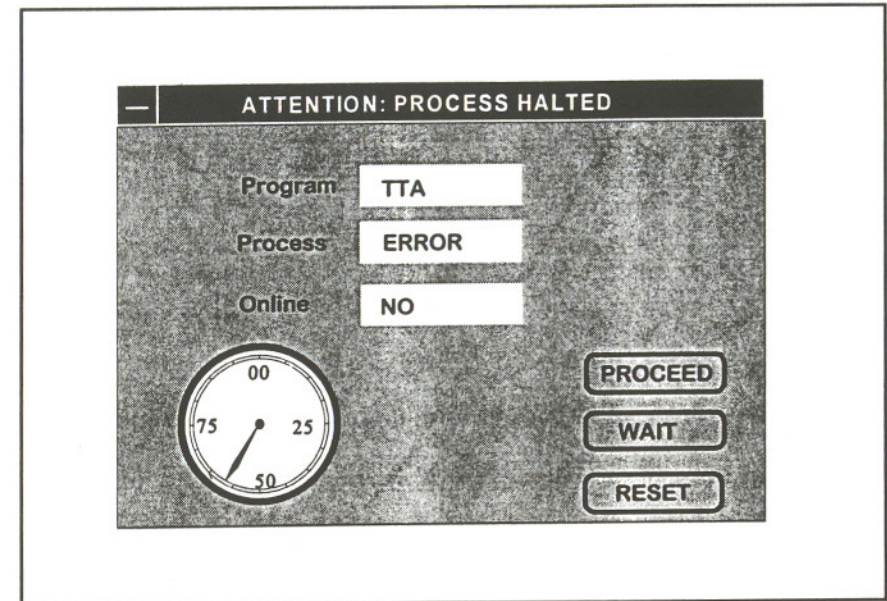 ATTENTION: PROCESS HALTED
Program TTA
Process ERROR
Online NO
00
75 25
50
PROCEED
WAIT
RESET